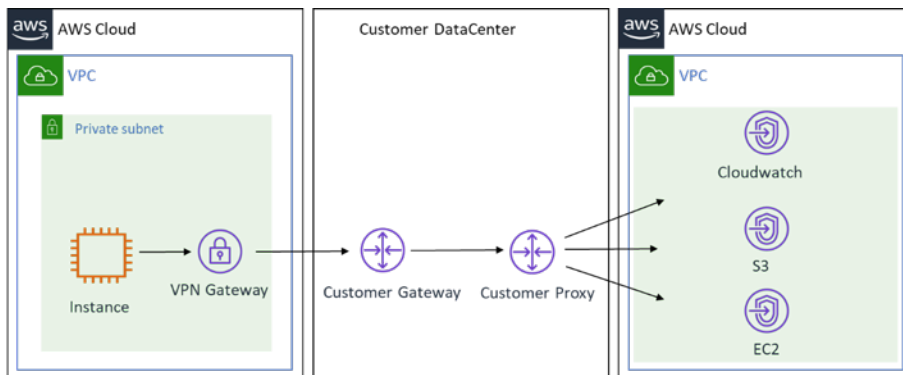 aws AWS Cloud
VPC
Private subnet
Instance
VPN Gateway
Customer DataCenter
Customer Gateway
Customer Proxy
aws AWS Cloud
VPC
Cloudwatch
S3
EC2